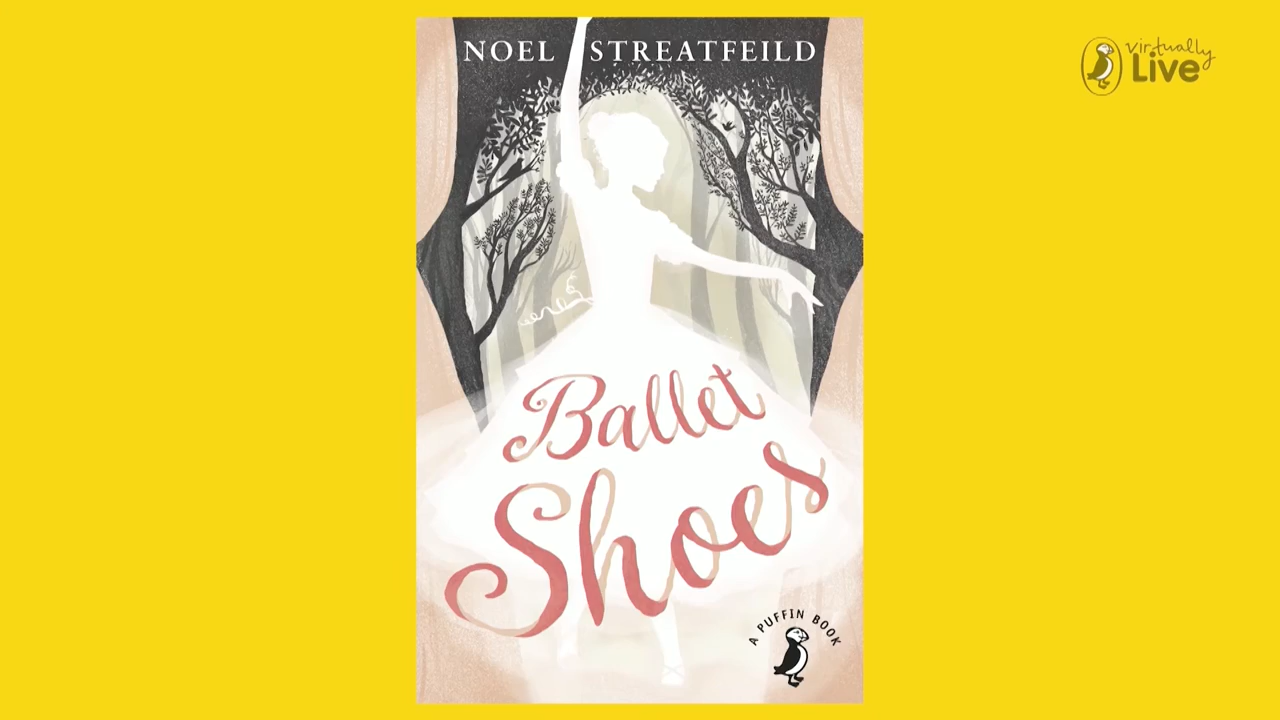 NOEL STREATFEILD
virtually
Live
Ballet
Shoes
A PUFFIN BOOK